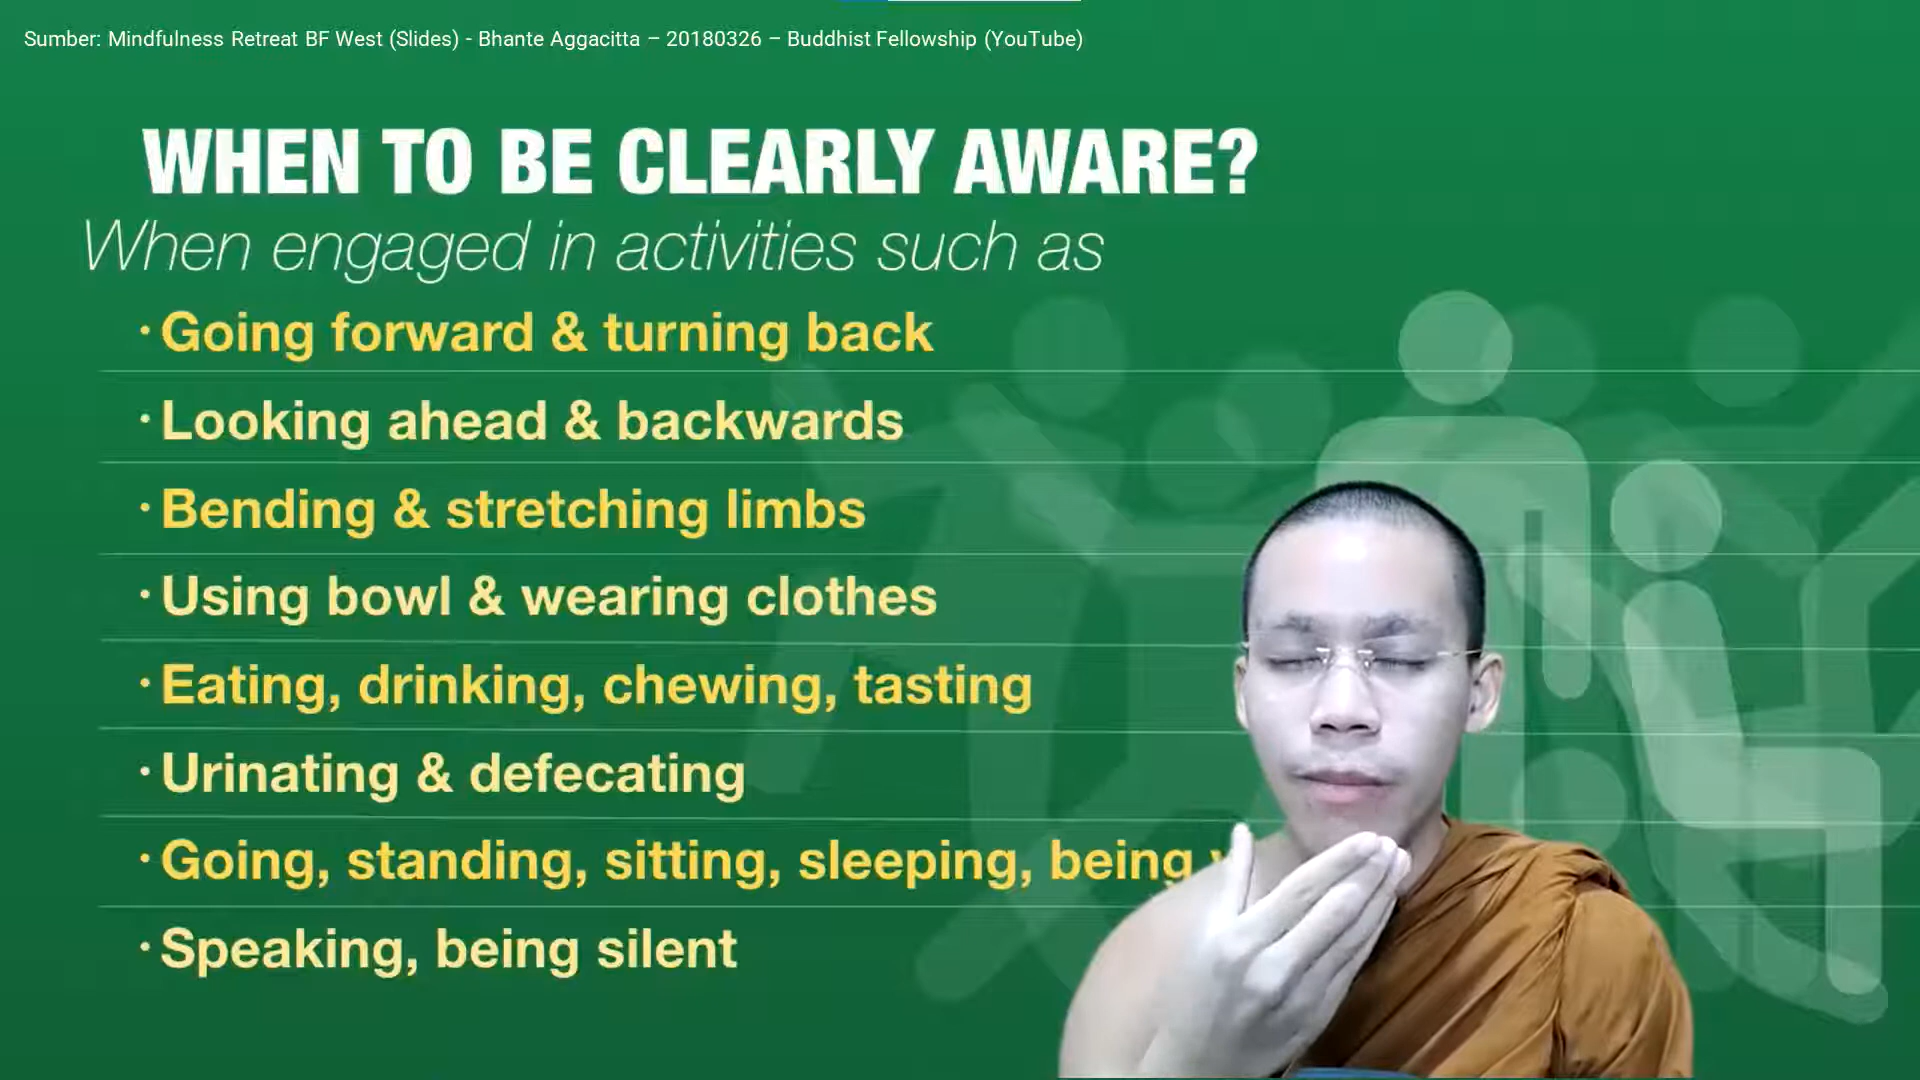 Sumber: Mindfulness Retreat BF West (Slides) - Bhante Aggacitta – 20180326 – Buddhist Fellowship (YouTube)
WHEN TO BE CLEARLY AWARE?
When engaged in activities such as
· Going forward & turning back
· Looking ahead & backwards
· Bending & stretching limbs
· Using bowl & wearing clothes
· Eating, drinking, chewing, tasting
· Urinating & defecating
· Going, standing, sitting, sleeping, being
· Speaking, being silent